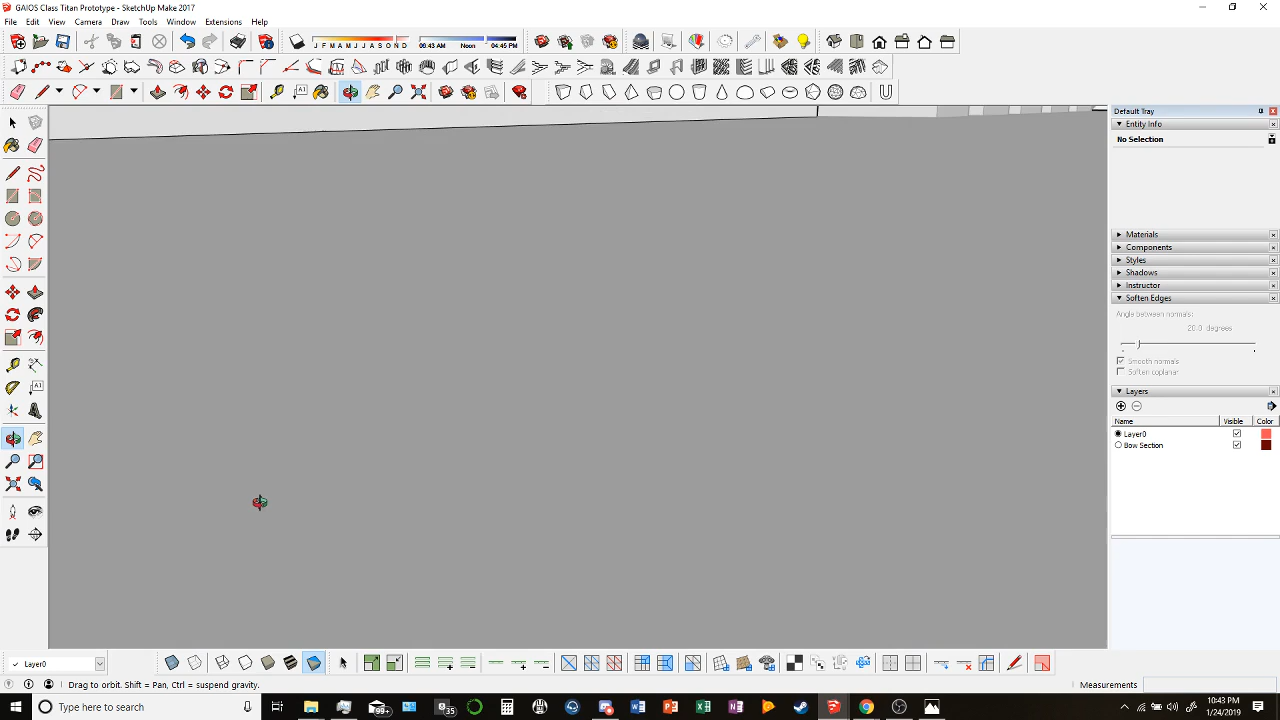 GAIOS Class Titan Prototype - SketchUp Make 2017
File Edit View Camera Draw Tools Window Extensions Help
J F M A M J J A S O N D 06:43 AM Noon 04:45 PM
Default Tray
Entity Info
No Selection
Materials
Components
Styles
Shadows
Instructor
Soften Edges
Angle between normals:
20.0 degrees
Smooth normals
Soften coplanar
Layers
Name Visible Color
Layer0
Bow Section
Layer0
Drag to orbit. Shift = Pan, Ctrl = suspend gravity.
Measurements
Type here to search
99+
35
10:43 PM
1/24/2019